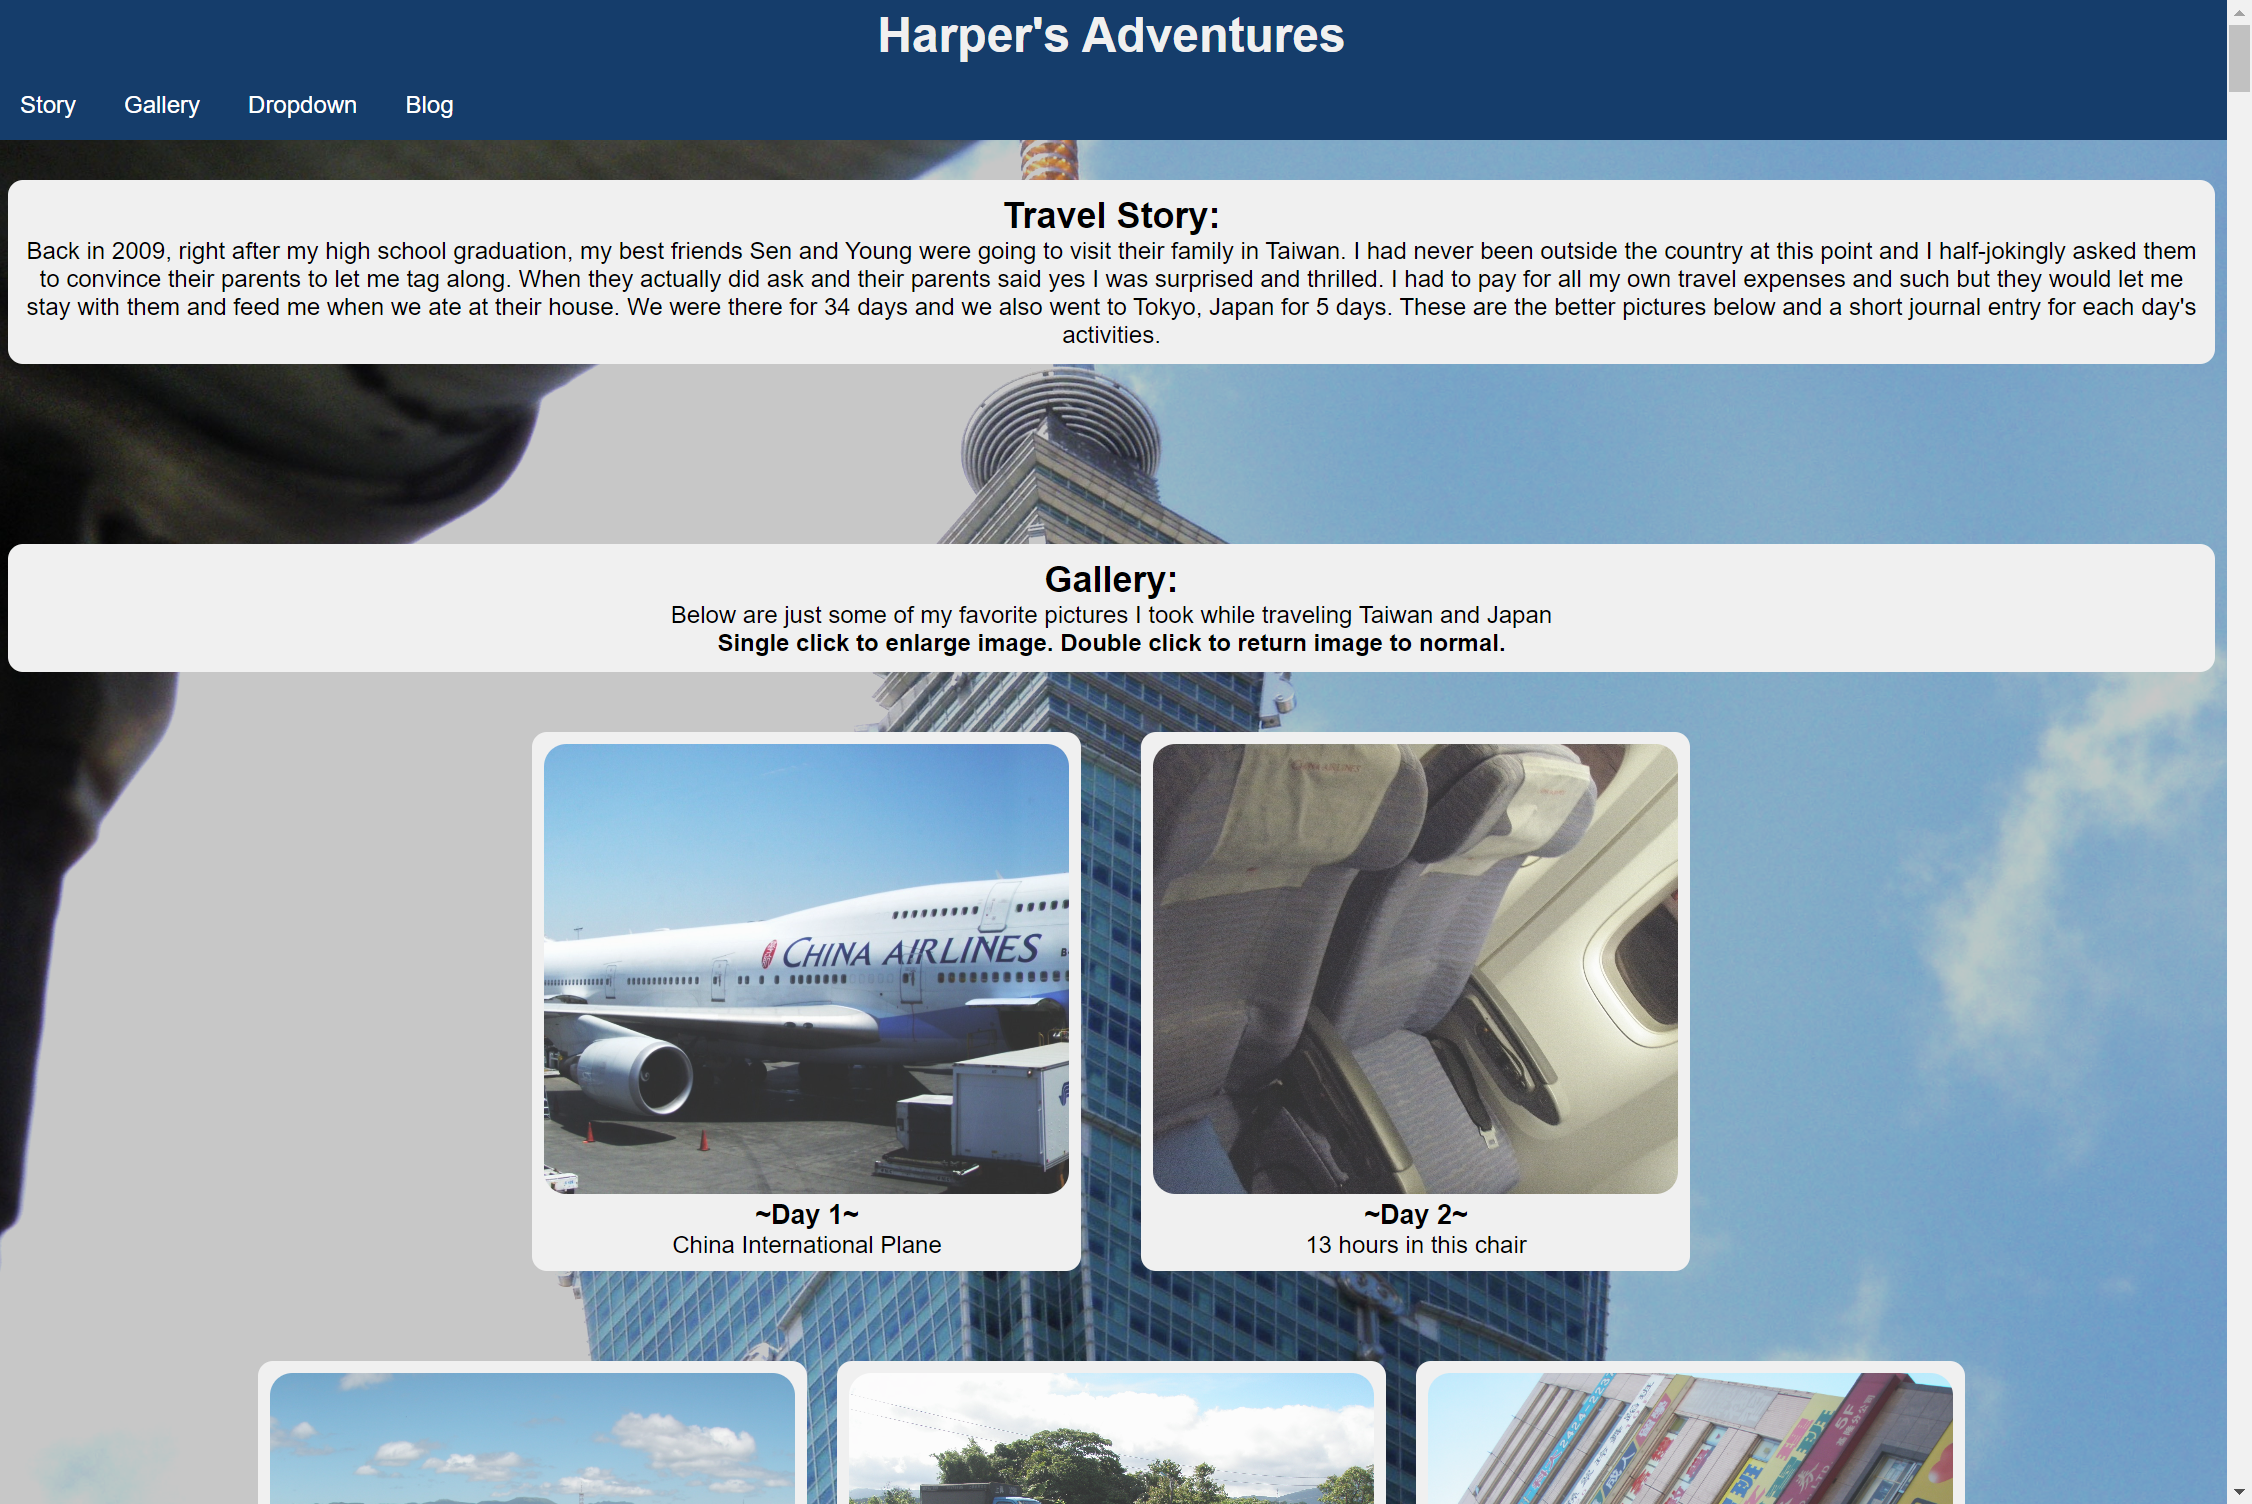 Harper's Adventures
Story Gallery Dropdown Blog
Travel Story:
Back in 2009, right after my high school graduation, my best friends Sen and Young were going to visit their family in Taiwan. I had never been outside the country at this point and I half-jokingly asked them
to convince their parents to let me tag along. When they actually did ask and their parents said yes I was surprised and thrilled. I had to pay for all my own travel expenses and such but they would let me
stay with them and feed me when we ate at their house. We were there for 34 days and we also went to Tokyo, Japan for 5 days. These are the better pictures below and a short journal entry for each day's
activities.
Gallery:
Below are just some of my favorite pictures I took while traveling Taiwan and Japan
Single click to enlarge image. Double click to return image to normal.
CHINA AIRLINES
CHINA AIRLINES
~Day 1~
China International Plane
~Day 2~
13 hours in this chair
5F